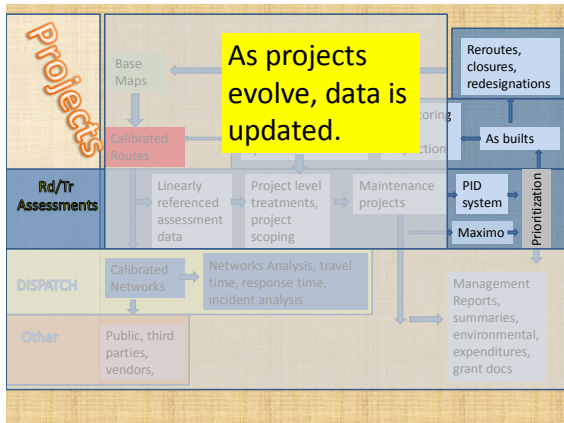 Projects
Base
Maps
As projects
evolve, data is
updated.
Reroutes,
closures,
redesignations
Calibrated
Routes
As builts
Rd/Tr
Assessments
Linearly
referenced
assessment
data
Project level
treatments,
project
scoping
Maintenance
projects
PID
system
Maximo
Prioritization
DISPATCH
Calibrated
Networks
Networks Analysis, travel
time, response time,
incident analysis
Management
Reports,
summaries,
environmental,
expenditures,
grant docs
Other
Public, third
parties,
vendors,